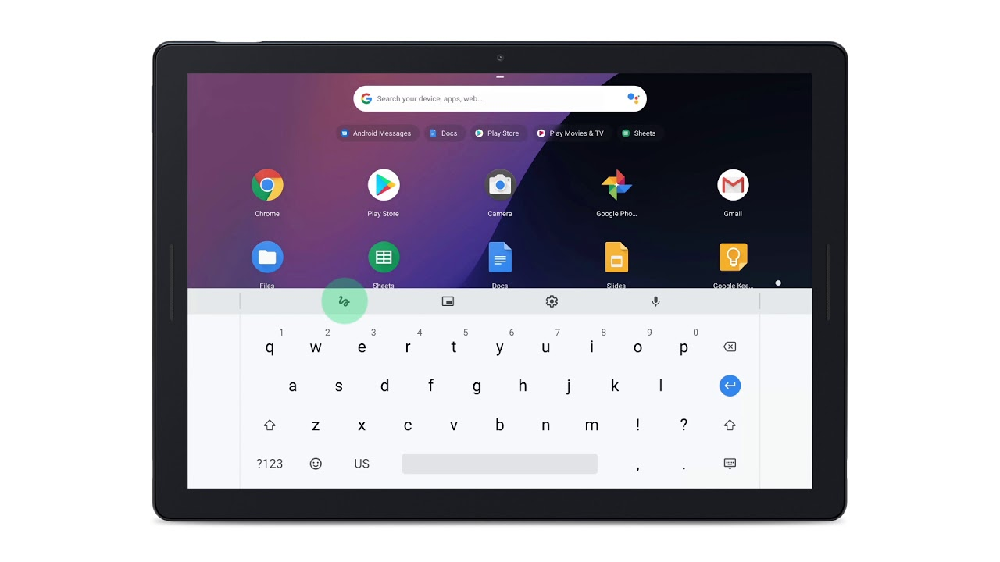 Search your device, apps, web...
Android Messages Docs Play Store Play Movies & TV Sheets
Chrome Play Store Camera Google Pho... Gmail
Files Sheets Docs Slides Google Kee...
1 2 3 4 5 6 7 8 9 0
q w e r t y u i o p
a s d f g h j k l
z x c v b n m ! ?
?123 US , .